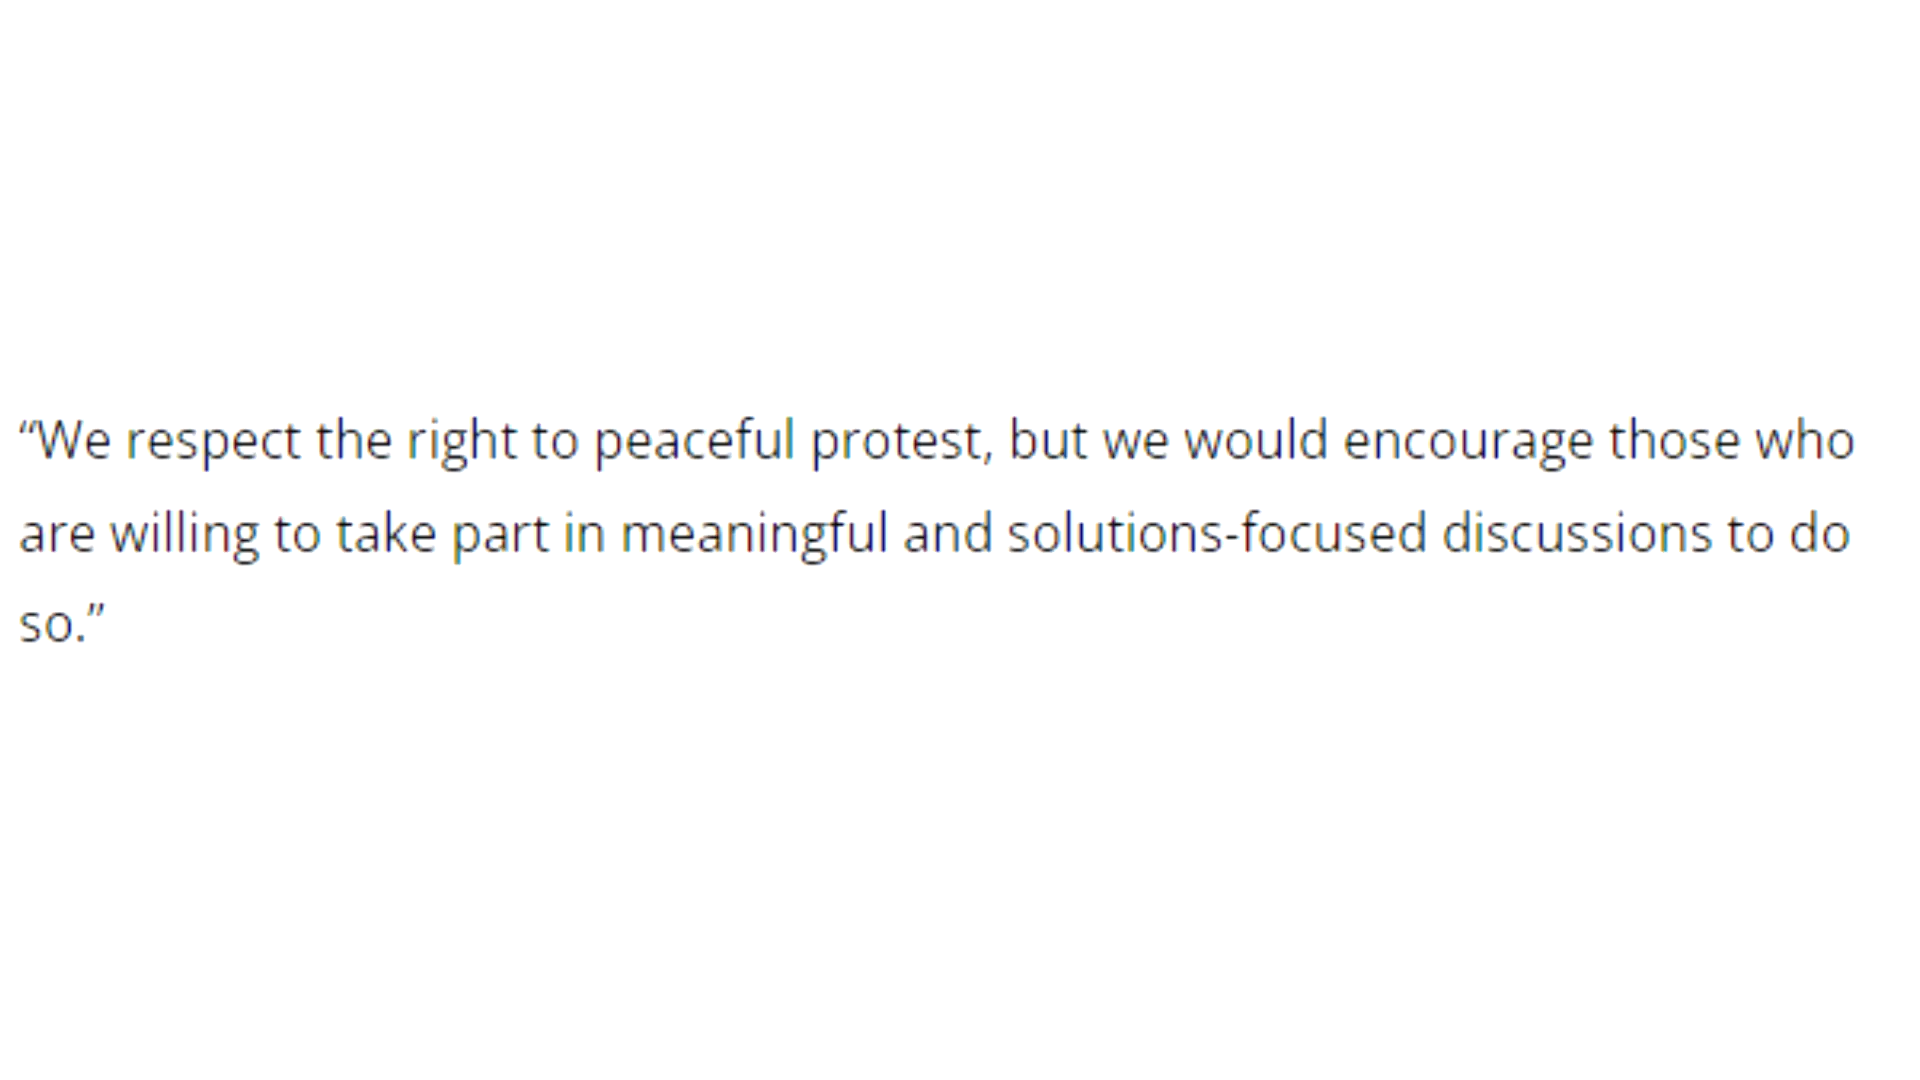 “We respect the right to peaceful protest, but we would encourage those who
are willing to take part in meaningful and solutions-focused discussions to do
so.”